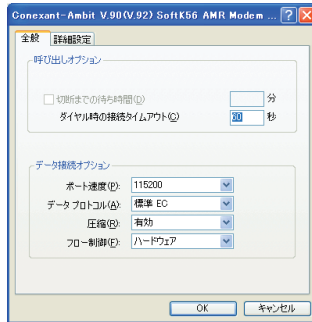 Conexant-Ambit V.90(V.92) SoftK56 AMR Modem ...
全般 詳細設定
呼び出しオプション
切断までの待ち時間(D) 分
ダイヤル時の接続タイムアウト(C) 60 秒
データ接続オプション
ポート速度(P): 115200
データ プロトコル(A): 標準 EC
圧縮(R): 有効
フロー制御(F): ハードウェア
OK キャンセル